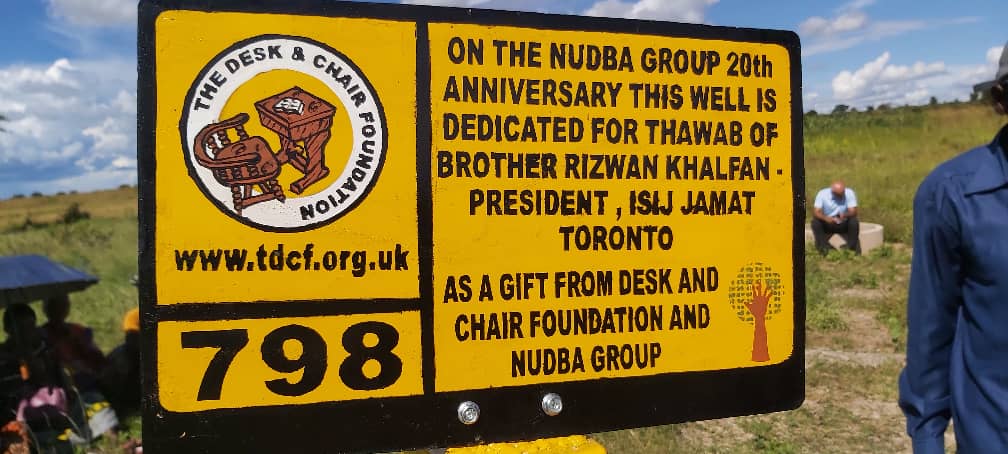 THE DESK & CHAIR FOUNDATION
www.tdcf.org.uk
798
ON THE NUDBA GROUP 20th
ANNIVERSARY THIS WELL IS
DEDICATED FOR THAWAB OF
BROTHER RIZWAN KHALFAN -
PRESIDENT , ISIJ JAMAT
TORONTO
AS A GIFT FROM DESK AND
CHAIR FOUNDATION AND
NUDBA GROUP